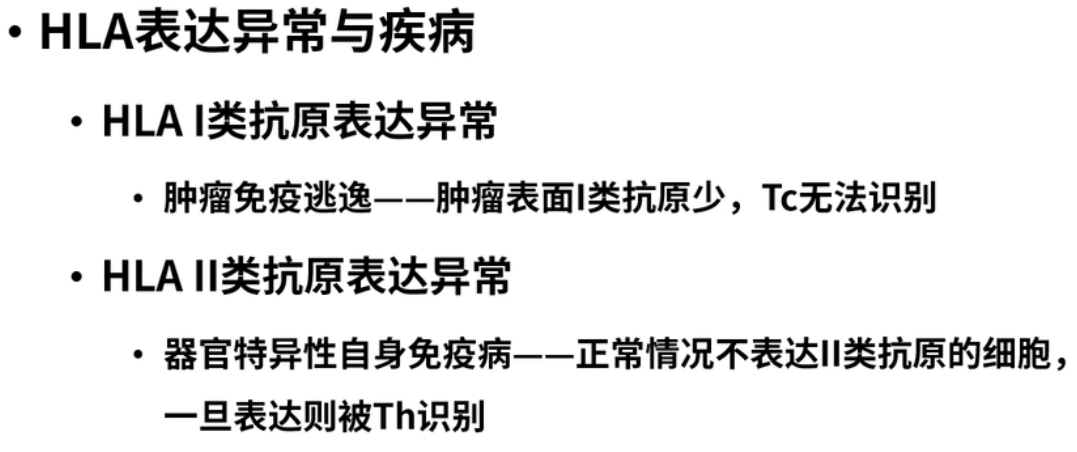 • HLA表达异常与疾病
• HLA I类抗原表达异常
• 肿瘤免疫逃逸——肿瘤表面I类抗原少，Tc无法识别
• HLA II类抗原表达异常
• 器官特异性自身免疫病——正常情况不表达II类抗原的细胞，
一旦表达则被Th识别